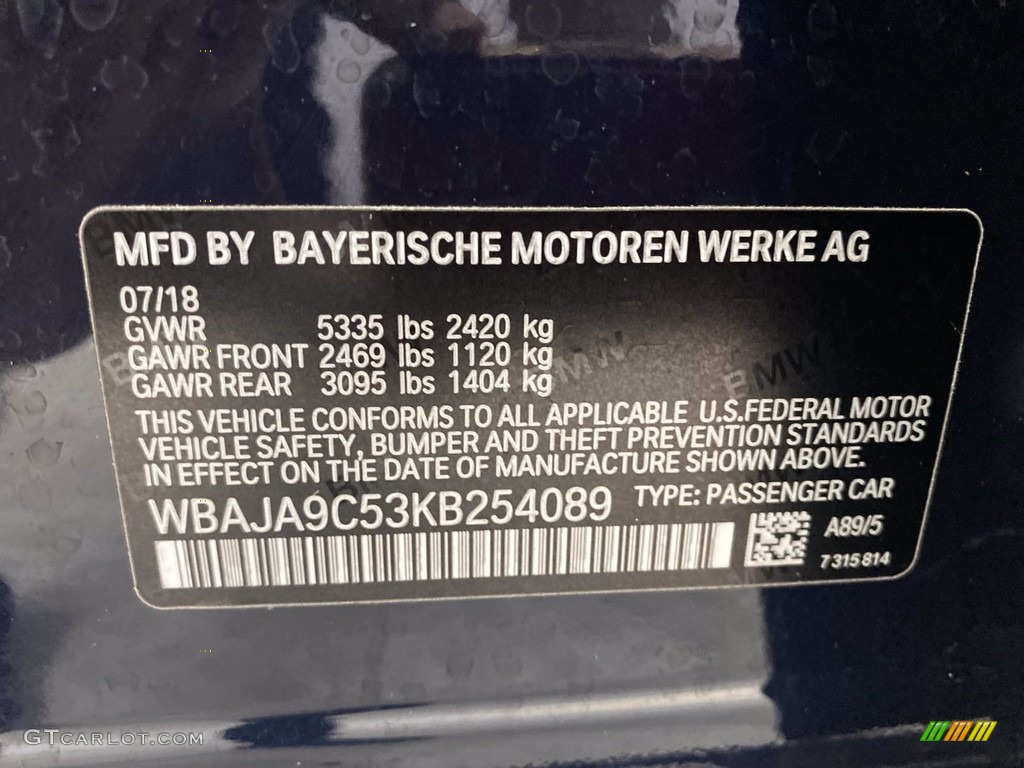 MFD BY BAYERISCHE MOTOREN WERKE AG
07/18
GVWR 5335 lbs 2420 kg
GAWR FRONT 2469 lbs 1120 kg
GAWR REAR 3095 lbs 1404 kg
THIS VEHICLE CONFORMS TO ALL APPLICABLE U.S.FEDERAL MOTOR
VEHICLE SAFETY, BUMPER AND THEFT PREVENTION STANDARDS
IN EFFECT ON THE DATE OF MANUFACTURE SHOWN ABOVE.
WBAJA9C53KB254089 TYPE: PASSENGER CAR
A89/5
7315814
BMW
BMW
GTCARLOT.COM